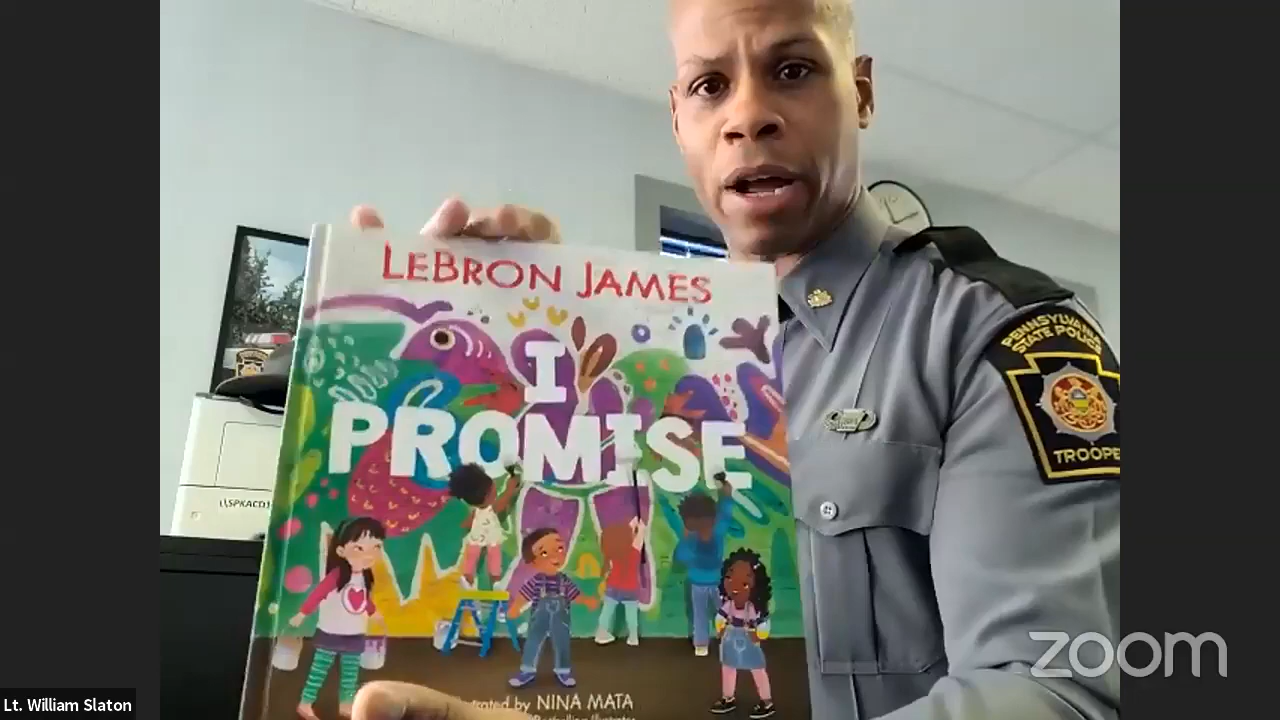 LEBRON JAMES
I
PROMISE
NINA MATA
PENNSYLVANIA
STATE POLICE
TROOPE
zoom
Lt. William Slaton